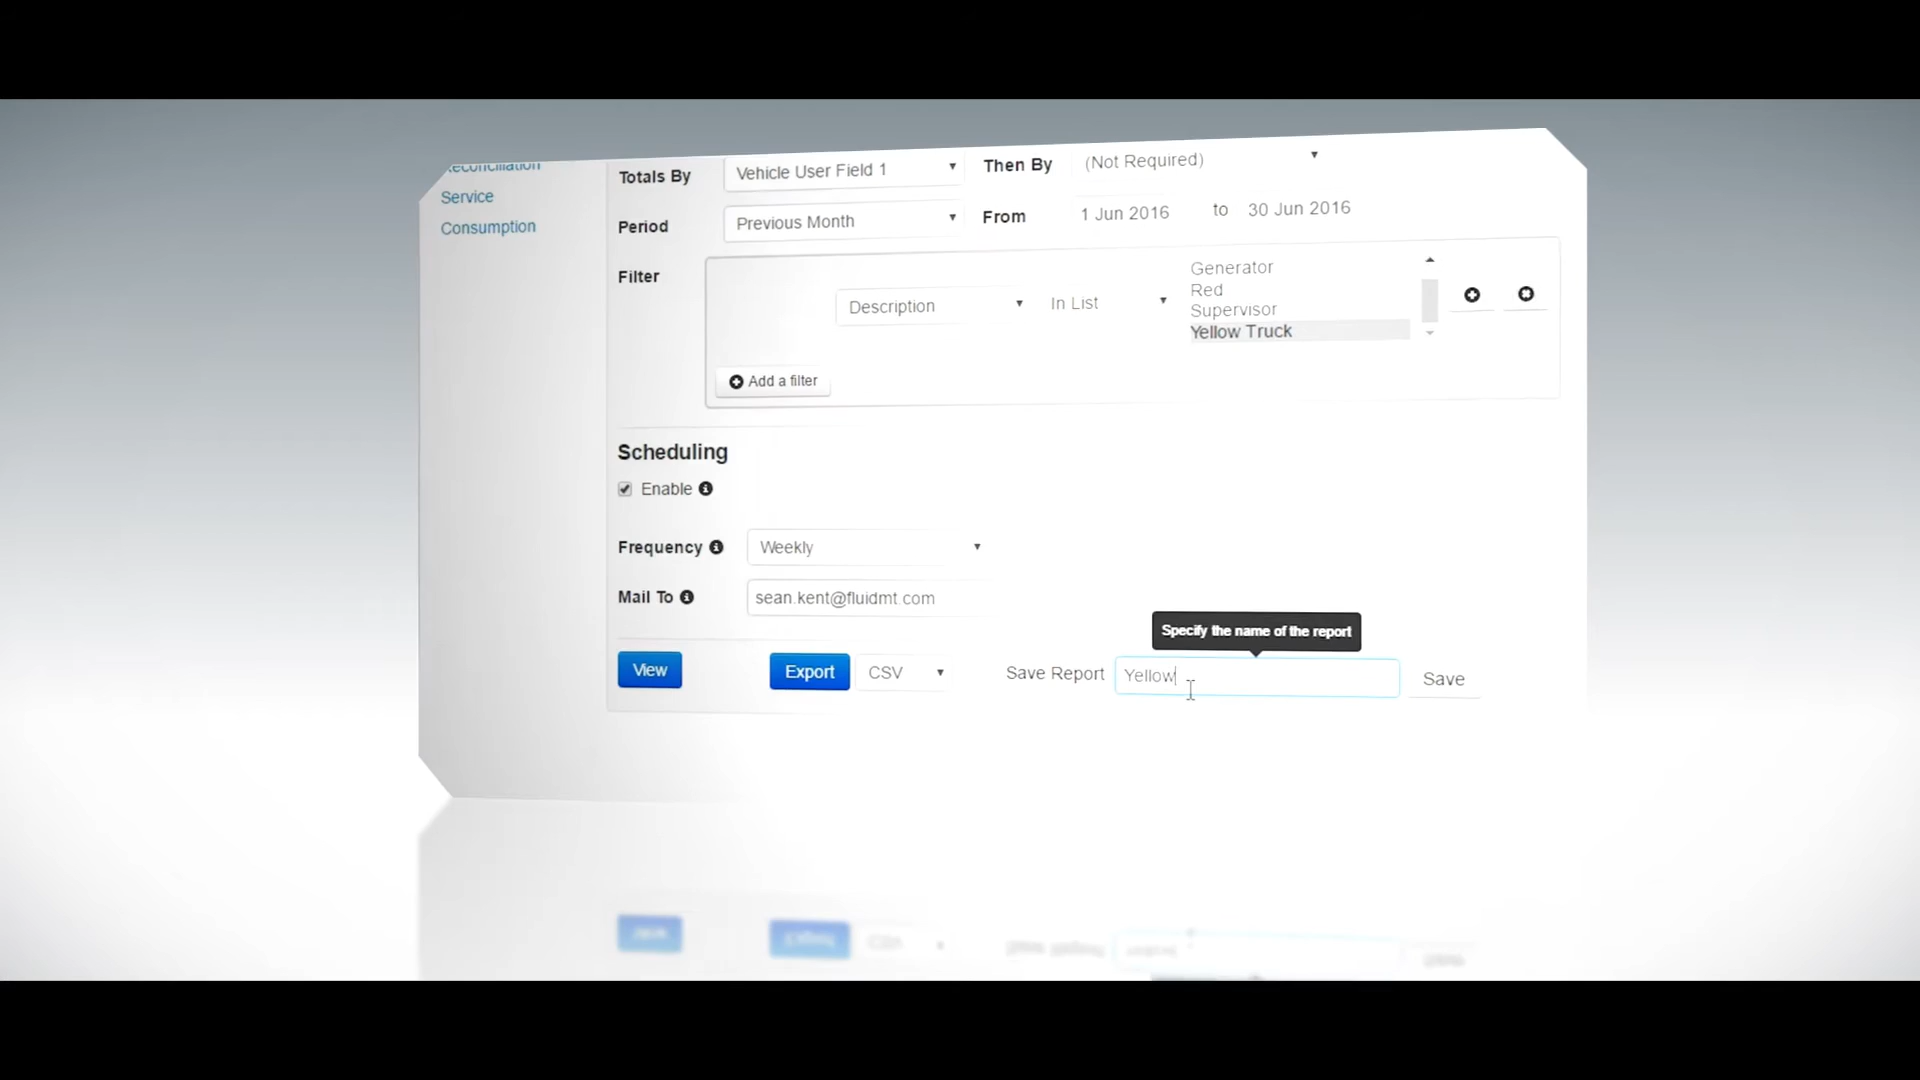 Reconciliation
Service
Consumption
Totals By Vehicle User Field 1 Then By (Not Required)
Period Previous Month From 1 Jun 2016 to 30 Jun 2016
Filter
Description In List
Generator
Red
Supervisor
Yellow Truck
Add a filter
Scheduling
Enable
Frequency Weekly
Mail To sean.kent@fluidmt.com
Specify the name of the report
View Export CSV Save Report Yellow Save